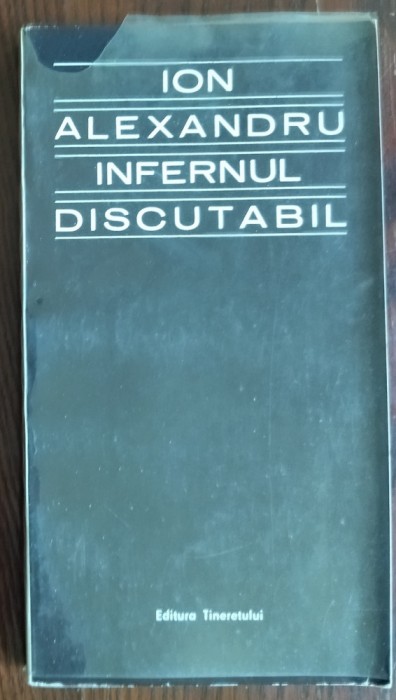 ION
ALEXANDRU
INFERNUL
DISCUTABIL
Editura Tineretului